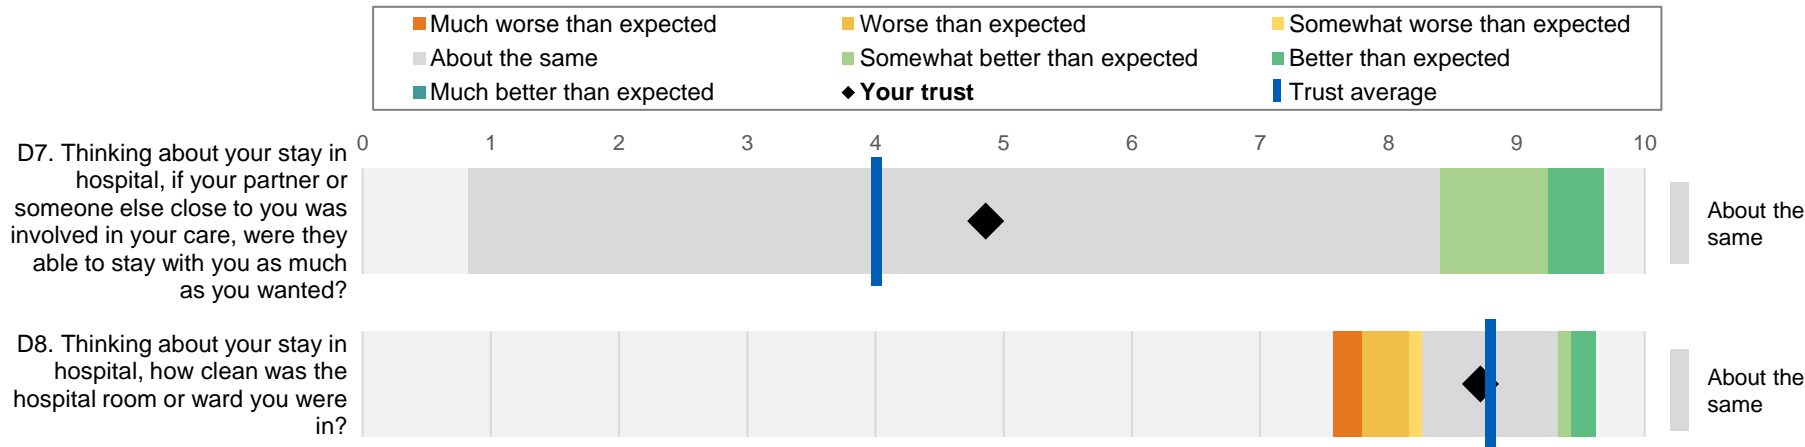 Much worse than expected
Worse than expected
Somewhat worse than expected
About the same
Somewhat better than expected
Better than expected
Much better than expected
Your trust
Trust average
0 1 2 3 4 5 6 7 8 9 10
D7. Thinking about your stay in
hospital, if your partner or
someone else close to you was
involved in your care, were they
able to stay with you as much
as you wanted?
About the
same
D8. Thinking about your stay in
hospital, how clean was the
hospital room or ward you were
in?
About the
same